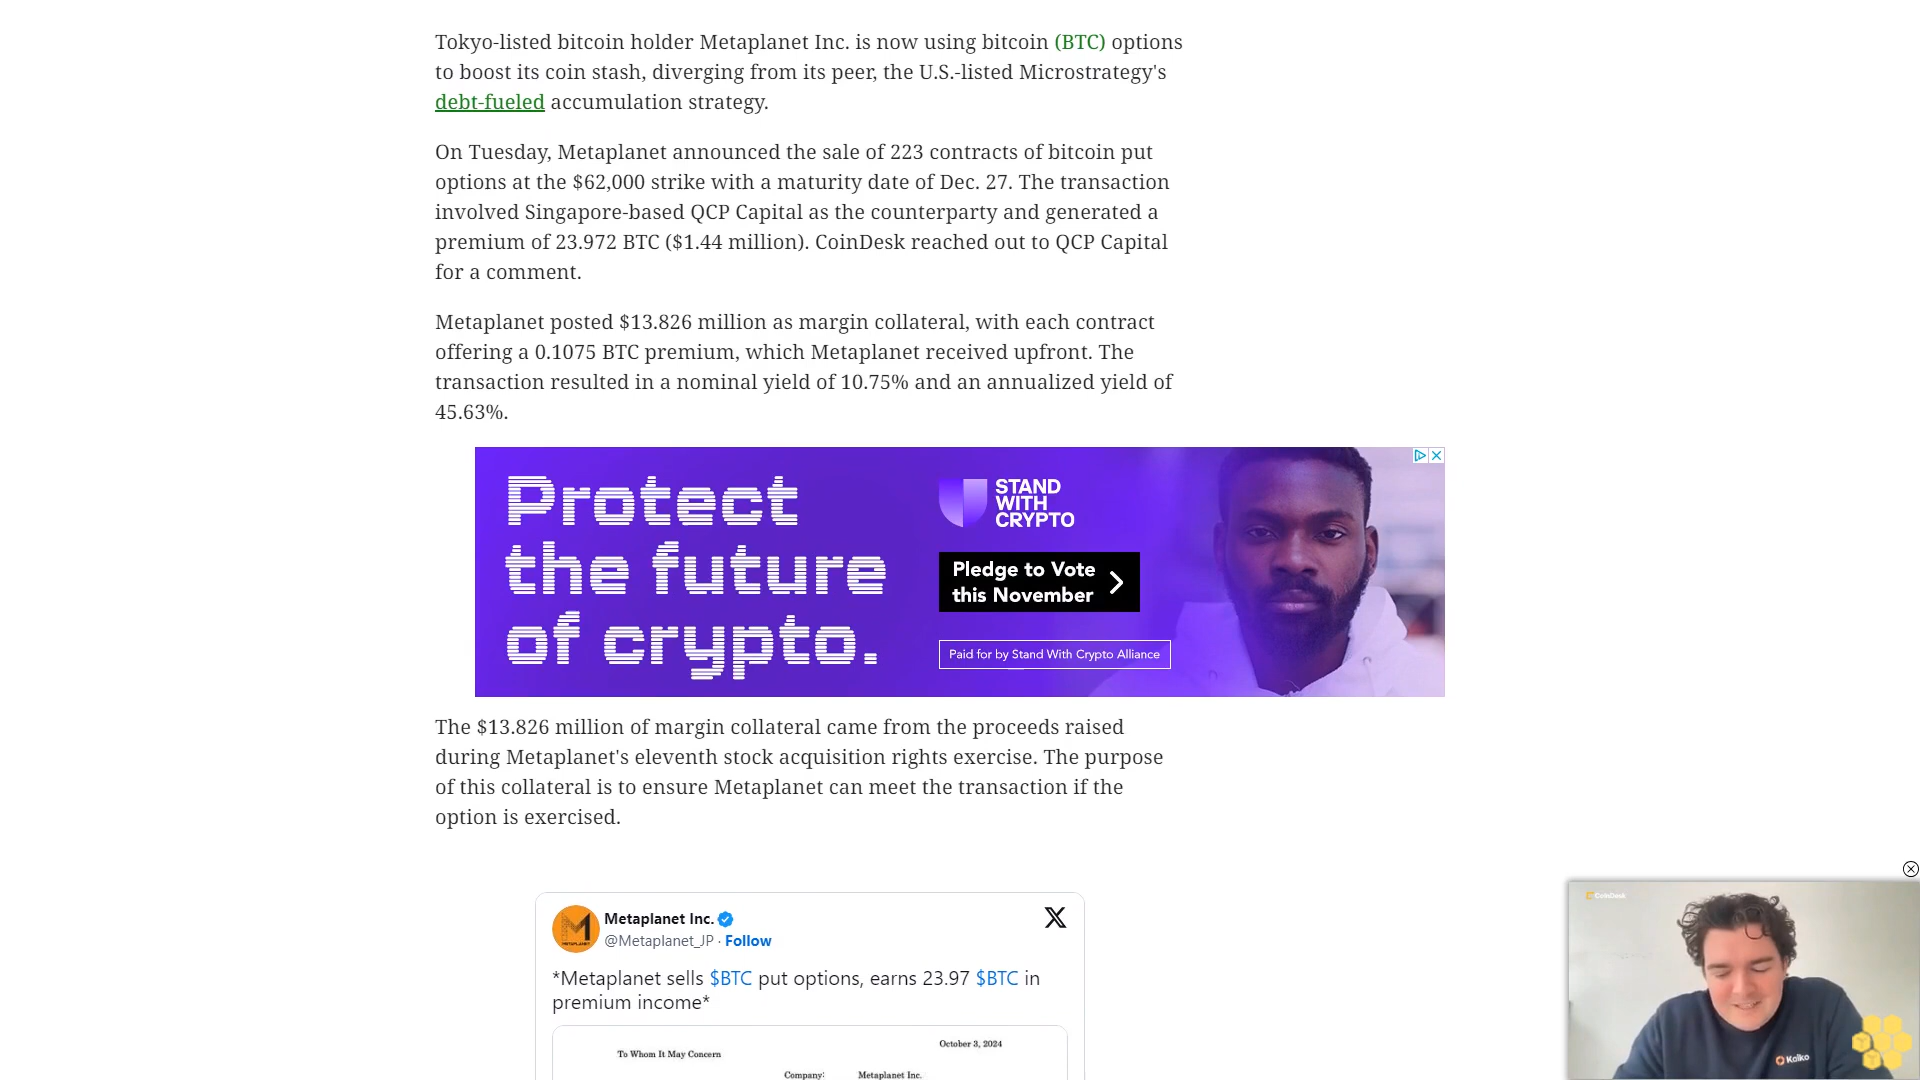 Tokyo-listed bitcoin holder Metaplanet Inc. is now using bitcoin (BTC) options
to boost its coin stash, diverging from its peer, the U.S.-listed Microstrategy's
debt-fueled accumulation strategy.
On Tuesday, Metaplanet announced the sale of 223 contracts of bitcoin put
options at the $62,000 strike with a maturity date of Dec. 27. The transaction
involved Singapore-based QCP Capital as the counterparty and generated a
premium of 23.972 BTC ($1.44 million). CoinDesk reached out to QCP Capital
for a comment.
Metaplanet posted $13.826 million as margin collateral, with each contract
offering a 0.1075 BTC premium, which Metaplanet received upfront. The
transaction resulted in a nominal yield of 10.75% and an annualized yield of
45.63%.
Protect
the future
of crypto.
STAND
WITH
CRYPTO
Pledge to Vote
this November
Paid for by Stand With Crypto Alliance
The $13.826 million of margin collateral came from the proceeds raised
during Metaplanet's eleventh stock acquisition rights exercise. The purpose
of this collateral is to ensure Metaplanet can meet the transaction if the
option is exercised.
Metaplanet Inc.
@Metaplanet_JP · Follow
METAPLANET
*Metaplanet sells $BTC put options, earns 23.97 $BTC in
premium income*
October 3, 2024
To Whom It May Concern
Company: Metaplanet Inc.
CoinDesk
Kaiko